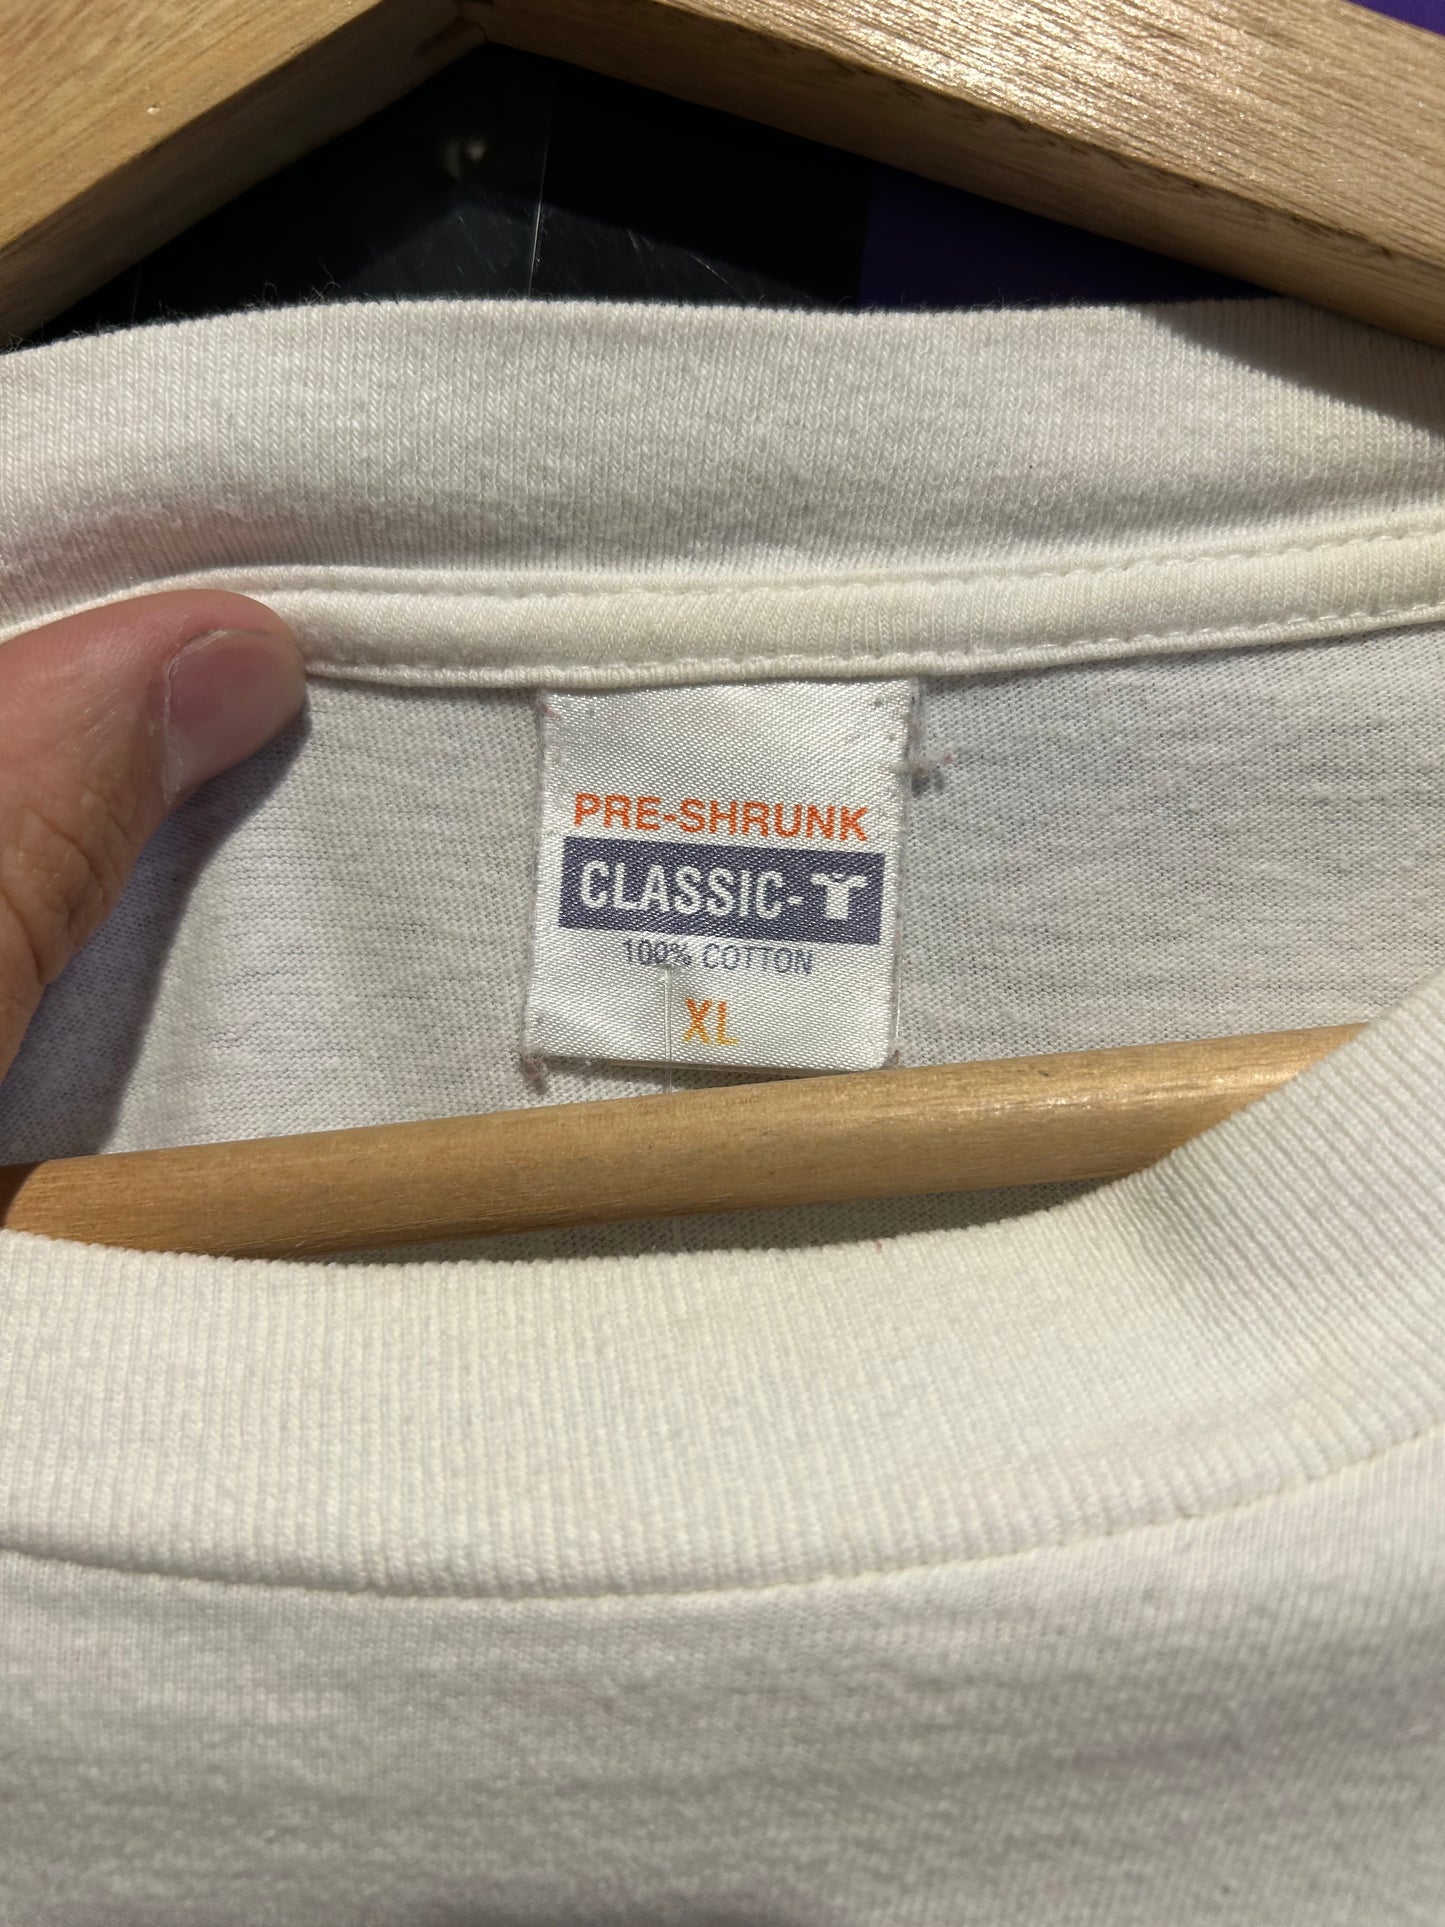 PRE-SHRUNK
CLASSIC-T
100% COTTON
XL